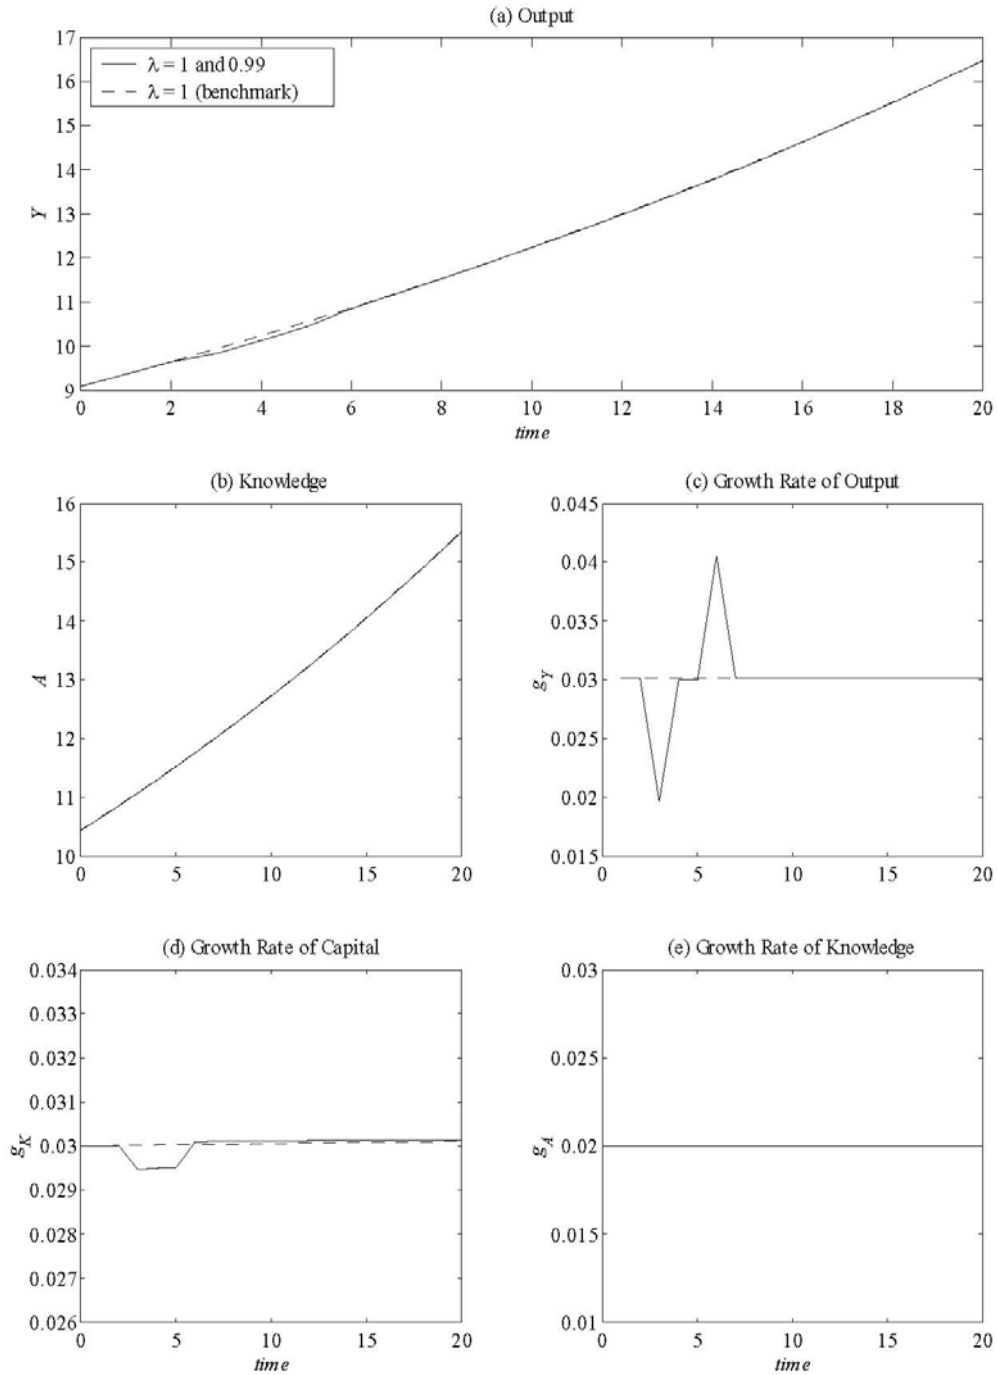 (a) Output
17
16
15
14
13
12
11
10
9
Y
λ = 1 and 0.99
λ = 1 (benchmark)
0 2 4 6 8 10 12 14 16 18 20
time
(b) Knowledge
16
15
14
13
12
11
10
A
0 5 10 15 20
(c) Growth Rate of Output
0.045
0.04
0.035
0.03
0.025
0.02
0.015
gY
0 5 10 15 20
(d) Growth Rate of Capital
0.034
0.033
0.032
0.031
0.03
0.029
0.028
0.027
0.026
gK
0 5 10 15 20
time
(e) Growth Rate of Knowledge
0.03
0.025
0.02
0.015
0.01
gA
0 5 10 15 20
time